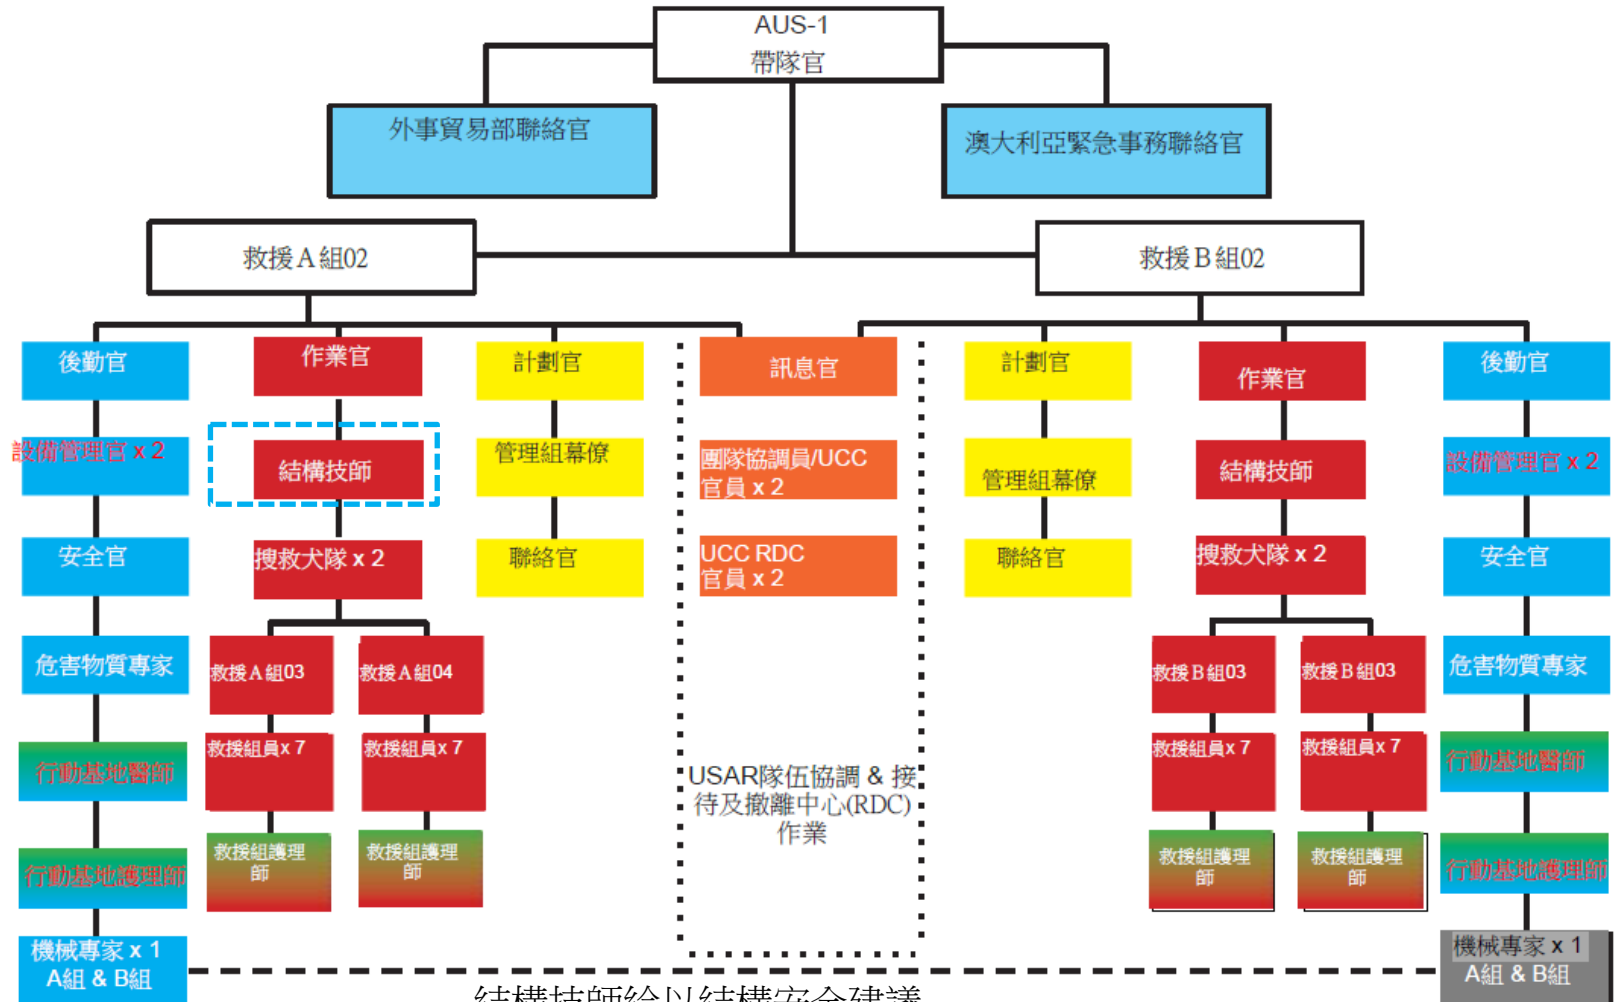 AUS-1
帶隊官
外事貿易部聯絡官
澳大利亞緊急事務聯絡官
救援A組02
救援B組02
後勤官
作業官
計劃官
訊息官
計劃官
作業官
後勤官
設備管理官 x 2
結構技師
管理組幕僚
團隊協調員/UCC
官員 x 2
管理組幕僚
結構技師
設備管理官 x 2
安全官
搜救犬隊 x 2
聯絡官
UCC RDC
官員 x 2
聯絡官
搜救犬隊 x 2
安全官
危害物質專家
救援A組03
救援A組04
救援B組03
救援B組03
危害物質專家
行動基地醫師
救援組員x 7
救援組員x 7
USAR隊伍協調 & 接
待及撤離中心(RDC)
作業
救援組員x 7
救援組員x 7
行動基地醫師
行動基地護理師
救援組護理
師
救援組護理
師
救援組護理
師
救援組護理
師
行動基地護理師
機械專家 x 1
A組 & B組
機械專家 x 1
A組 & B組
結構技師給以結構安全建議